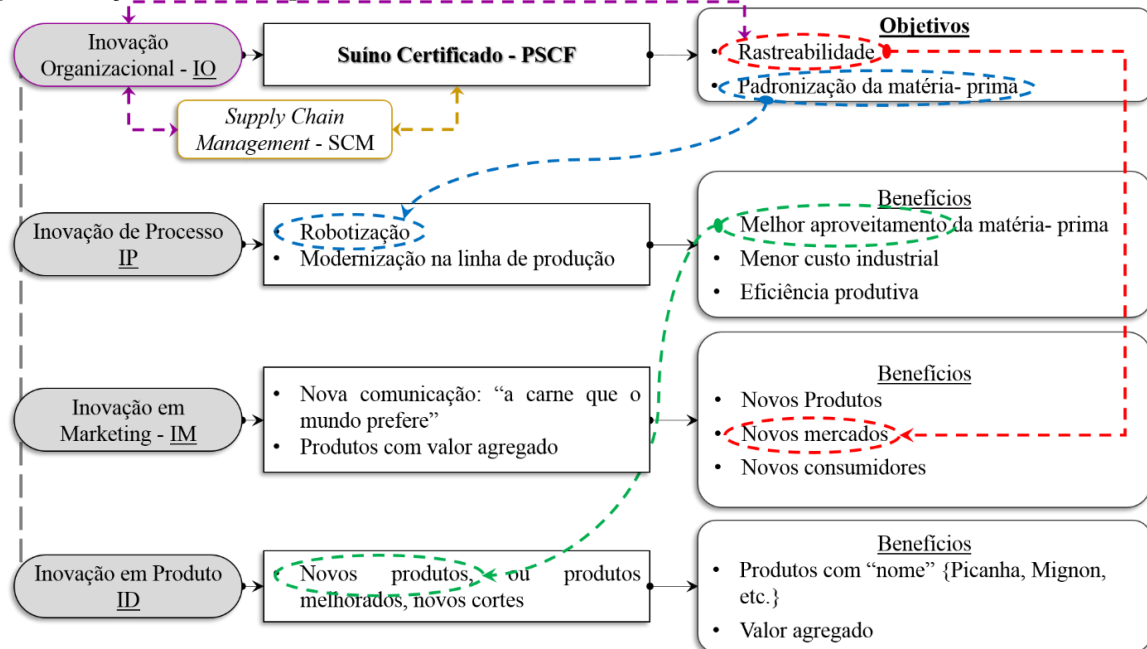 Inovação
Organizacional - IO
Suíno Certificado - PSCF
Objetivos
• Rastreabilidade
• Padronização da matéria- prima
Supply Chain
Management - SCM
Inovação de Processo
IP
• Robotização
• Modernização na linha de produção
Benefícios
• Melhor aproveitamento da matéria- prima
• Menor custo industrial
• Eficiência produtiva
Inovação em
Marketing - IM
• Nova comunicação: “a carne que o
mundo prefere”
• Produtos com valor agregado
Benefícios
• Novos Produtos
• Novos mercados
• Novos consumidores
Inovação em Produto
ID
• Novos produtos, ou produtos
melhorados, novos cortes
Benefícios
• Produtos com “nome” {Picanha, Mignon,
etc.}
• Valor agregado